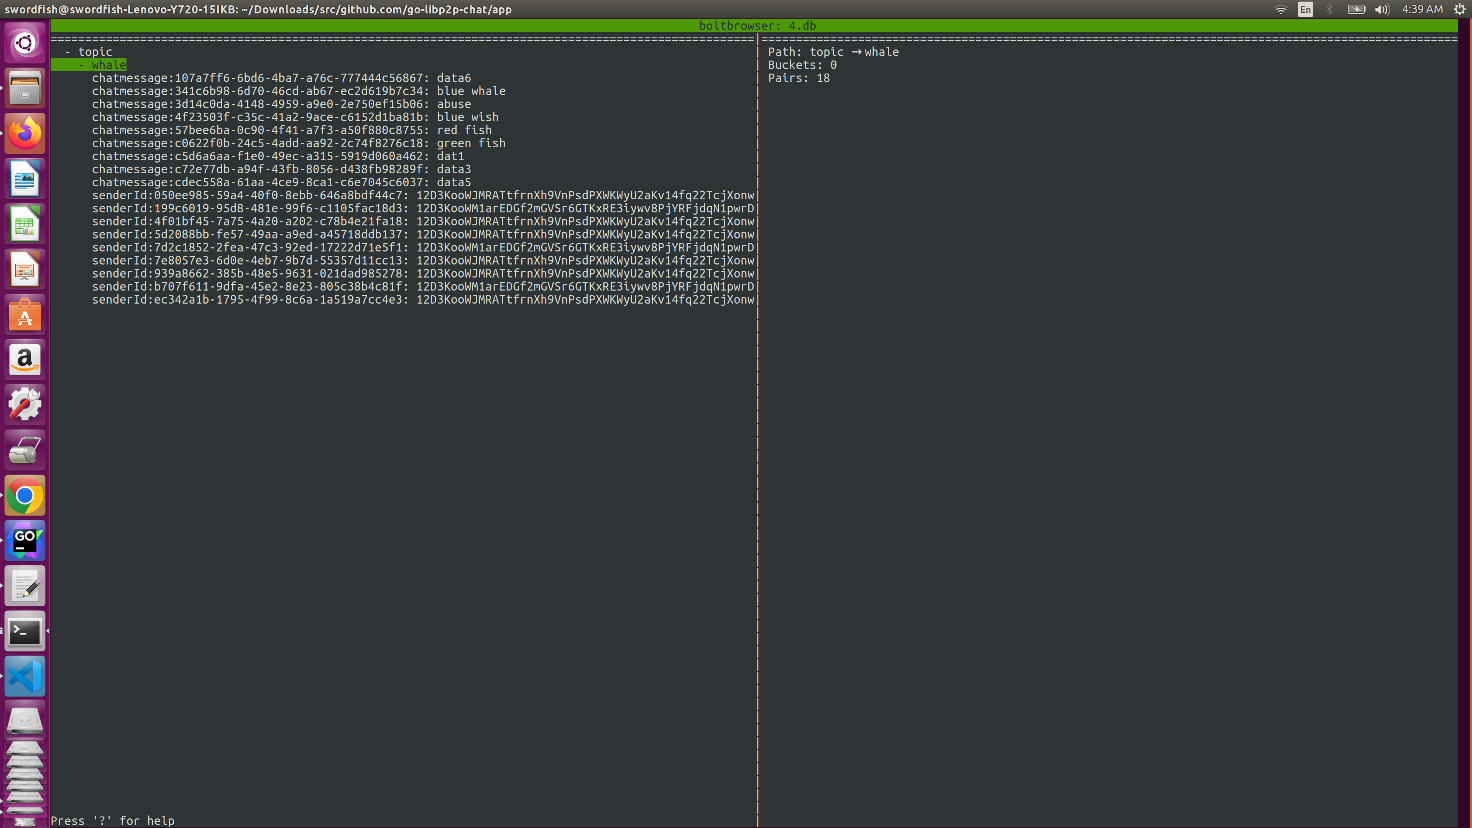 swordfish@swordfish-Lenovo-Y720-15IKB: ~/Downloads/src/github.com/go-libp2p-chat/app
En
4:39 AM
boltbrowser: 4.db
- topic
- whale
chatmessage:107a7ff6-6bd6-4ba7-a76c-777444c56867: data6
chatmessage:341c6b98-6d70-46cd-ab67-ec2d619b7c34: blue whale
chatmessage:3d14c0da-4148-4959-a9e0-2e750ef15b06: abuse
chatmessage:4f23503f-c35c-41a2-9ace-c6152d1ba81b: blue wish
chatmessage:57bee6ba-0c90-4f41-a7f3-a50f880c8755: red fish
chatmessage:c0622f0b-24c5-4add-aa92-2c74f8276c18: green fish
chatmessage:c5d6a6aa-f1e0-49ec-a315-5919d060a462: dat1
chatmessage:c72e77db-a94f-43fb-8056-d438fb98289f: data3
chatmessage:cdec558a-61aa-4ce9-8ca1-c6e7045c6037: data5
senderId:050ee985-59a4-40f0-8ebb-646a8bdf44c7: 12D3KooWJMRATtfrnXh9VnPsdPXWKWyU2aKv14fq22TcjXonw
senderId:199c6019-95d8-481e-99f6-c1105fac18d3: 12D3KooWM1arEDGf2mGVSr6GTKxRE3iywv8PjYRFjdqN1pwrD
senderId:4f01bf45-7a75-4a20-a202-c78b4e21fa18: 12D3KooWJMRATtfrnXh9VnPsdPXWKWyU2aKv14fq22TcjXonw
senderId:5d2088bb-fe57-49aa-a9ed-a45718ddb137: 12D3KooWJMRATtfrnXh9VnPsdPXWKWyU2aKv14fq22TcjXonw
senderId:7d2c1852-2fea-47c3-92ed-17222d71e5f1: 12D3KooWM1arEDGf2mGVSr6GTKxRE3iywv8PjYRFjdqN1pwrD
senderId:7e8057e3-6d0e-4eb7-9b7d-55357d11cc13: 12D3KooWJMRATtfrnXh9VnPsdPXWKWyU2aKv14fq22TcjXonw
senderId:939a8662-385b-48e5-9631-021dad985278: 12D3KooWJMRATtfrnXh9VnPsdPXWKWyU2aKv14fq22TcjXonw
senderId:b707f611-9dfa-45e2-8e23-805c38b4c81f: 12D3KooWM1arEDGf2mGVSr6GTKxRE3iywv8PjYRFjdqN1pwrD
senderId:ec342a1b-1795-4f99-8c6a-1a519a7cc4e3: 12D3KooWJMRATtfrnXh9VnPsdPXWKWyU2aKv14fq22TcjXonw
Path: topic → whale
Buckets: 0
Pairs: 18
GO
Press '?' for help